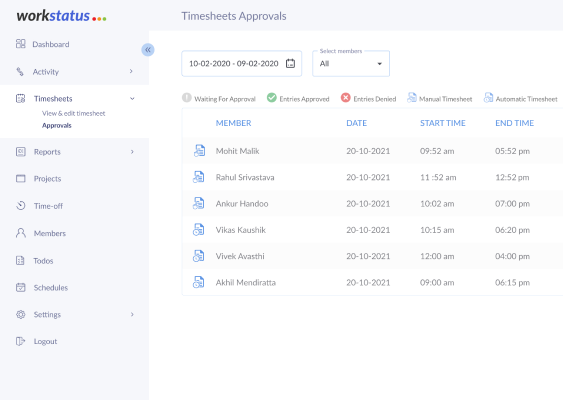 workstatus
Timesheets Approvals
Dashboard
Activity
Timesheets
View & edit timesheet
Approvals
Reports
Projects
Time-off
Members
Todos
Schedules
Settings
Logout
10-02-2020 - 09-02-2020
Select members
All
Waiting For Approval Entries Approved Entries Denied Manual Timesheet Automatic Timesheet
MEMBER DATE START TIME END TIME
Mohit Malik 20-10-2021 09:52 am 05:52 pm
Rahul Srivastava 20-10-2021 11 :52 am 12:52 pm
Ankur Handoo 20-10-2021 10:02 am 07:00 pm
Vikas Kaushik 20-10-2021 10:15 am 06:20 pm
Vivek Avasthi 20-10-2021 12:00 am 04:00 pm
Akhil Mendiratta 20-10-2021 09:00 am 06:15 pm